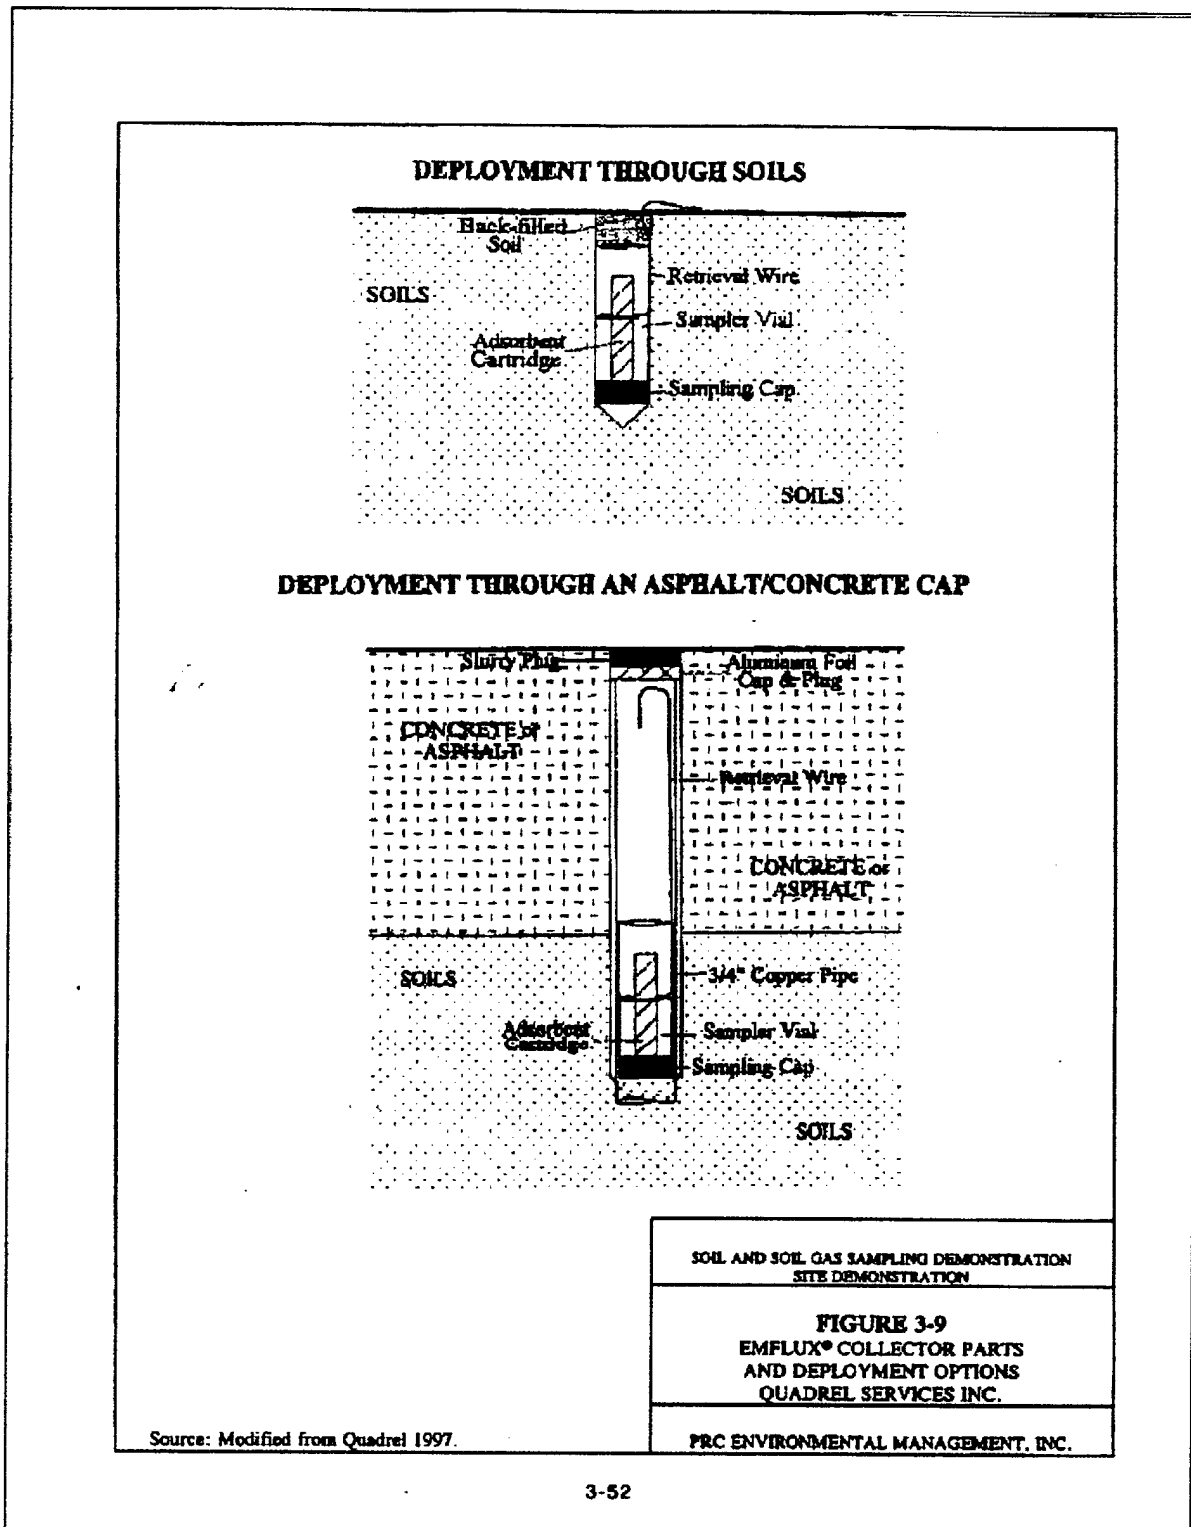 DEPLOYMENT THROUGH SOILS
Back-filled
Soil
Retrieval Wire
SOILS
Sampler Vial
Adsorbent
Cartridge
Sampling Cap
SOILS
DEPLOYMENT THROUGH AN ASPHALT/CONCRETE CAP
Slurry Plug
Aluminum Foil
Cap & Plug
CONCRETE or
ASPHALT
Retrieval Wire
CONCRETE or
ASPHALT
SOILS
3/4" Copper Pipe
Adsorbent
Cartridge
Sampler Vial
Sampling Cap
SOILS
SOIL AND SOIL GAS SAMPLING DEMONSTRATION
SITE DEMONSTRATION
FIGURE 3-9
EMFLUX® COLLECTOR PARTS
AND DEPLOYMENT OPTIONS
QUADREL SERVICES INC.
Source: Modified from Quadrel 1997.
PRC ENVIRONMENTAL MANAGEMENT, INC.
3-52